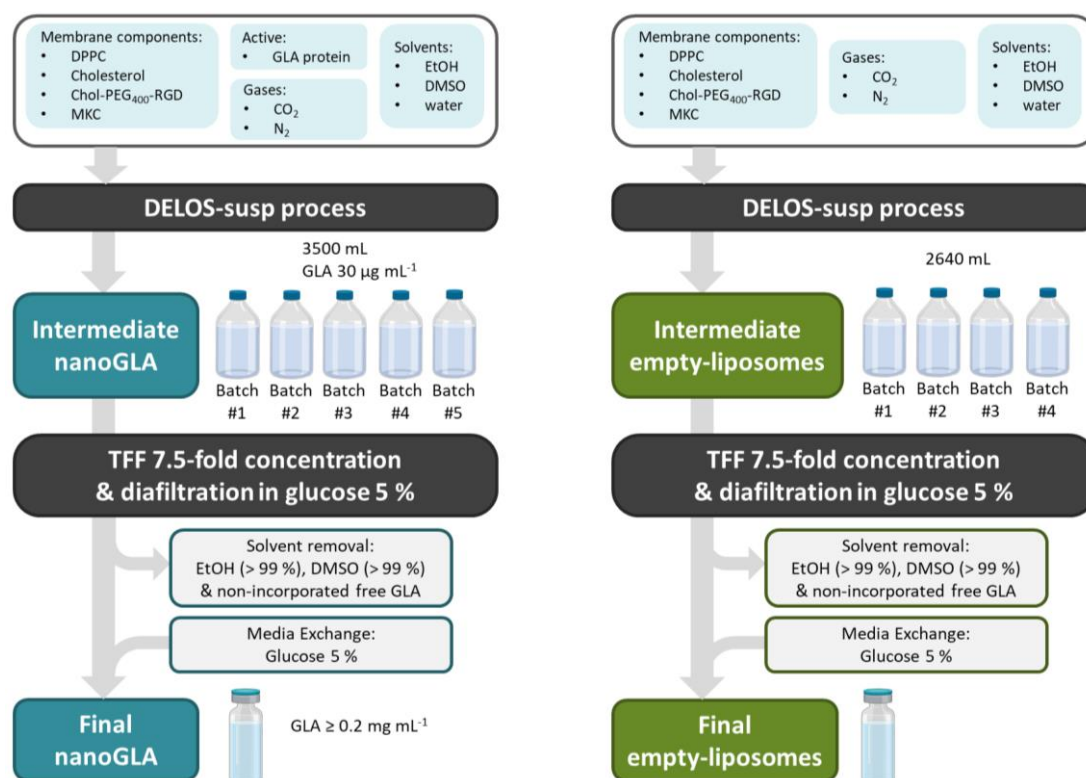 Membrane components:
• DPPC
• Cholesterol
• Chol-PEG₄₀₀-RGD
• MKC
Active:
• GLA protein
Gases:
• CO₂
• N₂
Solvents:
• EtOH
• DMSO
• water
DELOS-susp process
3500 mL
GLA 30 µg mL⁻¹
Intermediate
nanoGLA
Batch
#1
Batch
#2
Batch
#3
Batch
#4
Batch
#5
TFF 7.5-fold concentration
& diafiltration in glucose 5 %
Solvent removal:
EtOH (> 99 %), DMSO (> 99 %)
& non-incorporated free GLA
Media Exchange:
Glucose 5 %
Final
nanoGLA
GLA ≥ 0.2 mg mL⁻¹
Membrane components:
• DPPC
• Cholesterol
• Chol-PEG₄₀₀-RGD
• MKC
Gases:
• CO₂
• N₂
Solvents:
• EtOH
• DMSO
• water
DELOS-susp process
2640 mL
Intermediate
empty-liposomes
Batch
#1
Batch
#2
Batch
#3
Batch
#4
TFF 7.5-fold concentration
& diafiltration in glucose 5 %
Solvent removal:
EtOH (> 99 %), DMSO (> 99 %)
& non-incorporated free GLA
Media Exchange:
Glucose 5 %
Final
empty-liposomes